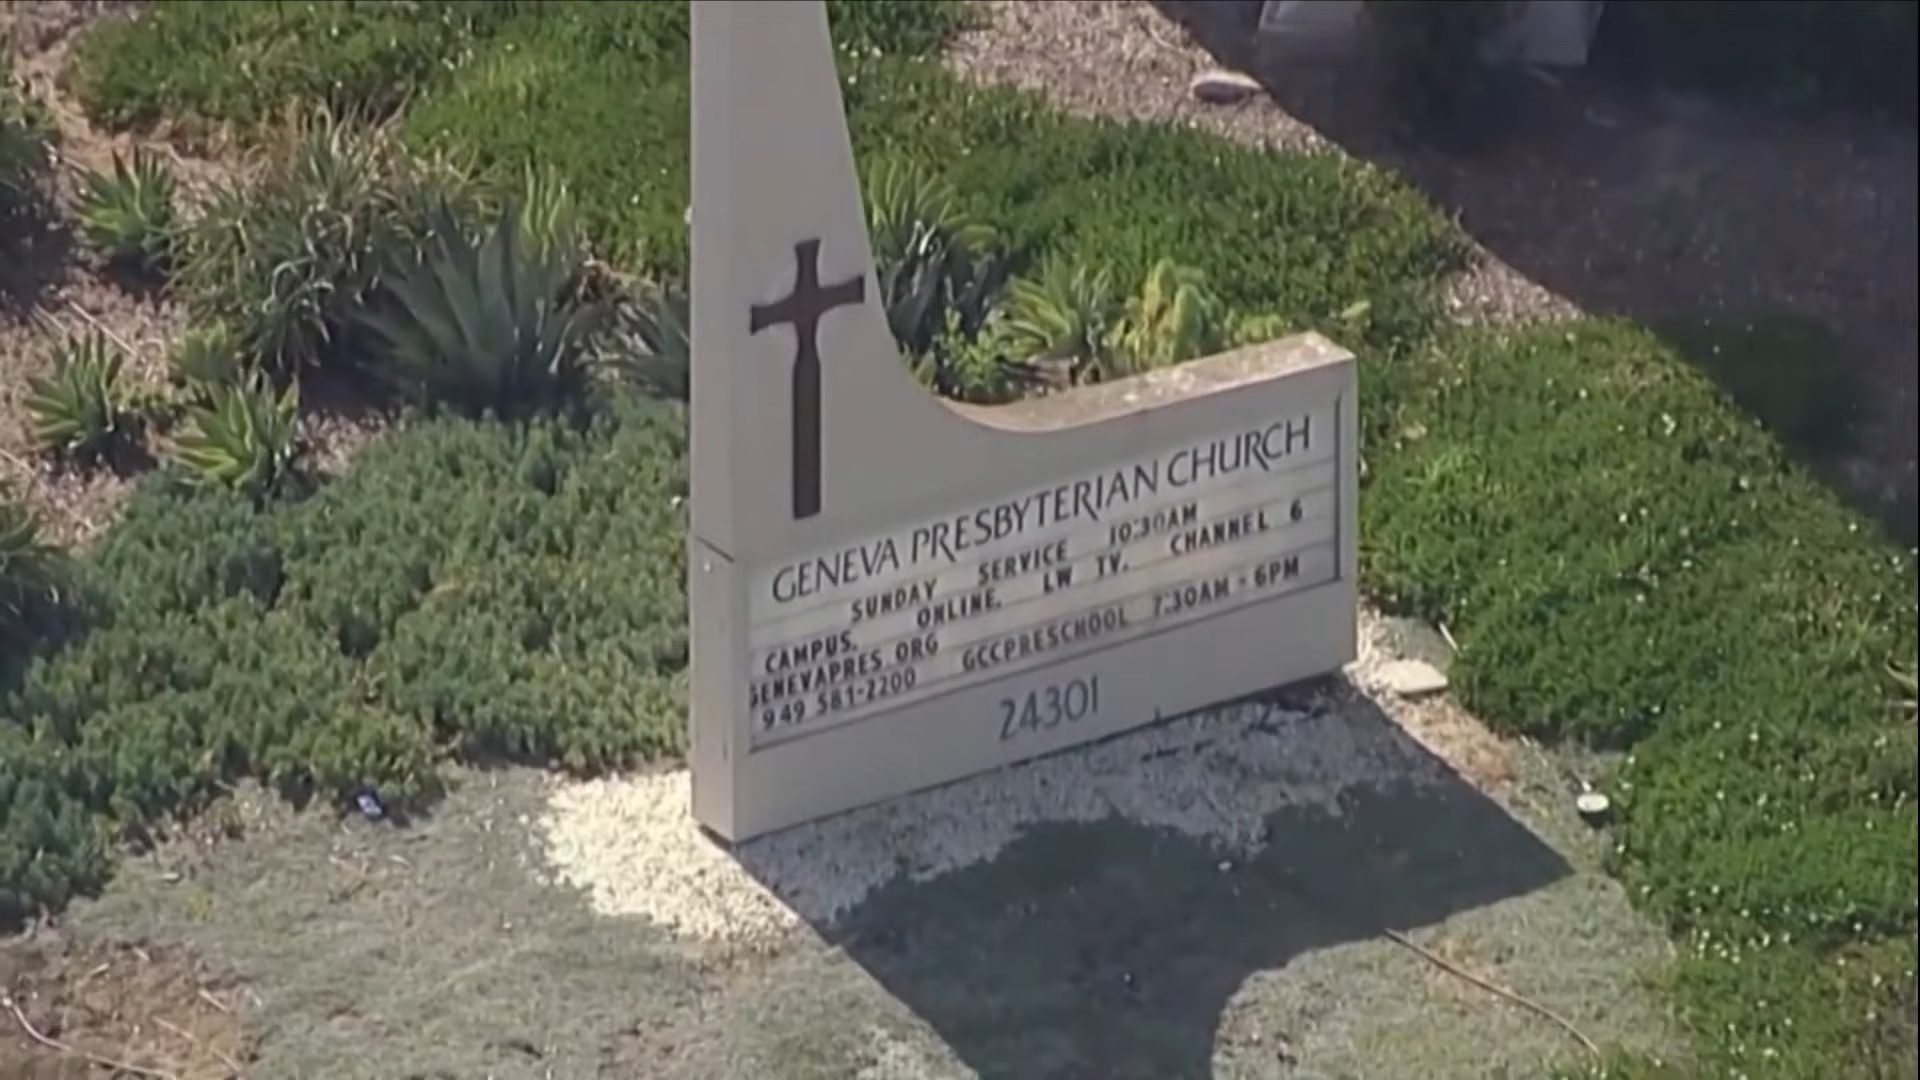 GENEVA PRESBYTERIAN CHURCH
SUNDAY SERVICE 10:30AM
CAMPUS. ONLINE. LW TV. CHANNEL 6
GENEVAPRES.ORG GCCPRESCHOOL 7:30AM-6PM
949 581-2200
24301